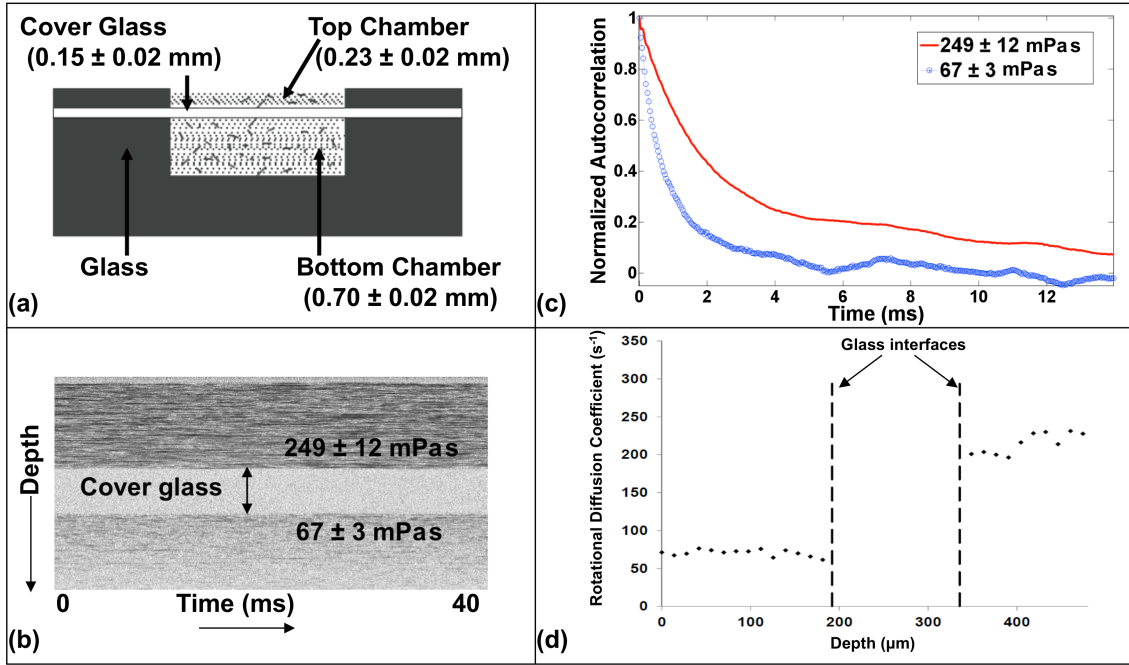 Cover Glass
(0.15 ± 0.02 mm)
Top Chamber
(0.23 ± 0.02 mm)
Glass
Bottom Chamber
(0.70 ± 0.02 mm)
(a)
Depth
249 ± 12 mPas
Cover glass
67 ± 3 mPas
0
Time (ms)
40
(b)
Normalized Autocorrelation
1
0.8
0.6
0.4
0.2
0
249 ± 12 mPas
67 ± 3 mPas
0
2
4
6
8
10
12
Time (ms)
(c)
Rotational Diffusion Coefficient (s⁻¹)
350
300
250
200
150
100
50
0
Glass interfaces
0
200
300
400
Depth (µm)
(d)